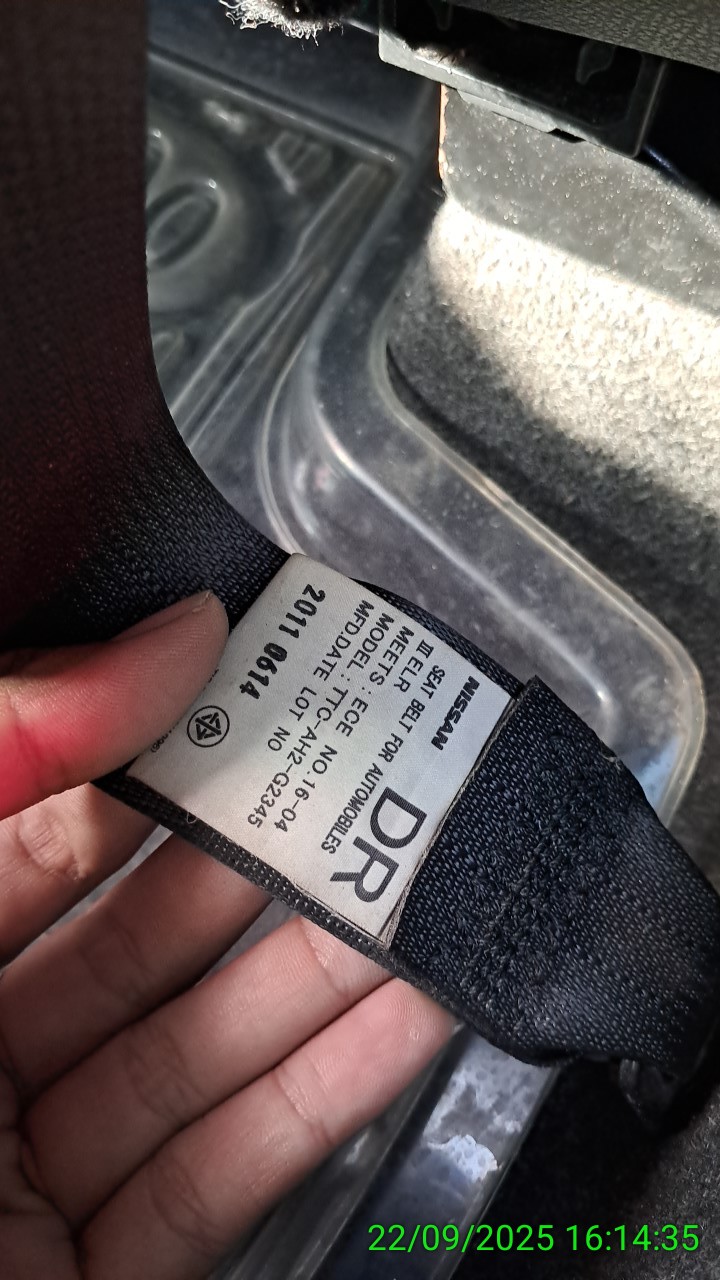 NISSAN
SEAT BELT FOR AUTOMOBILES
DR
III ELR
MEETS : ECE NO.16-04
MODEL : TTC-AH2-G2345
MFD.DATE LOT NO
2011 0614
22/09/2025 16:14:35